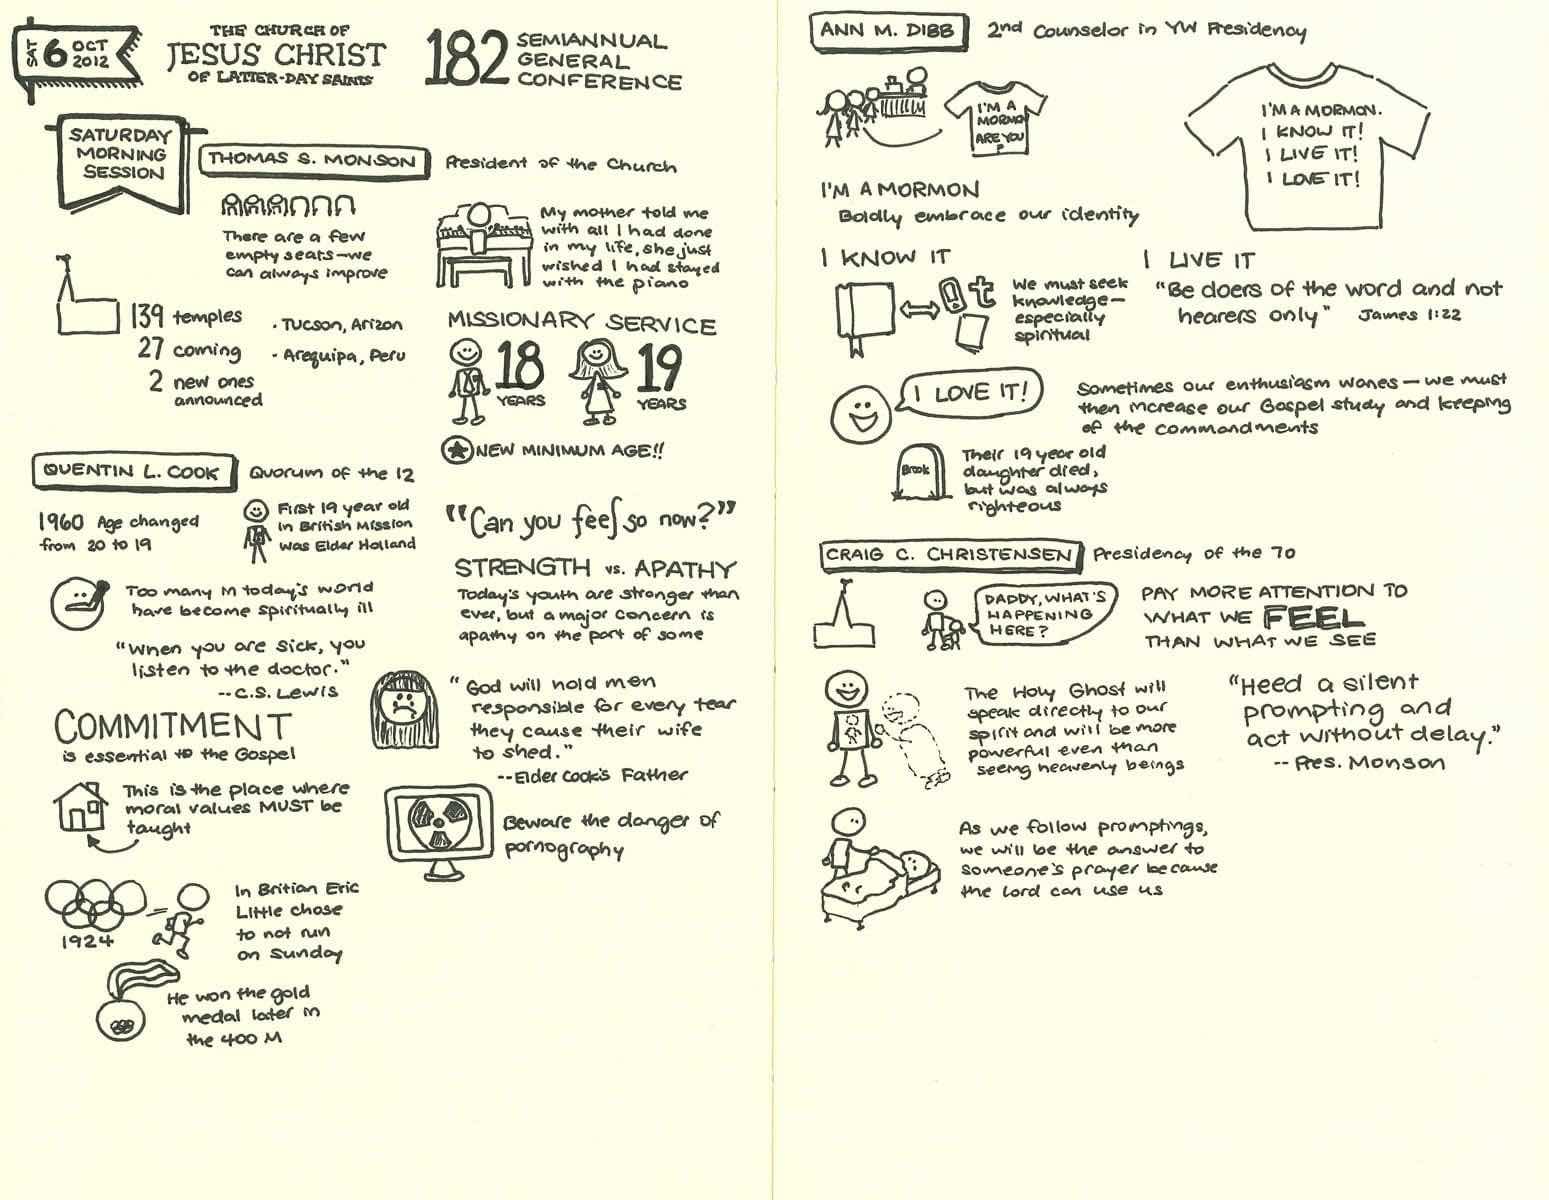 SAT 6 OCT 2012
THE CHURCH OF
JESUS CHRIST
OF LATTER-DAY SAINTS
182 SEMIANNUAL
GENERAL
CONFERENCE
SATURDAY
MORNING
SESSION
THOMAS S. MONSON
President of the Church
There are a few
empty seats—we
can always improve
My mother told me
with all I had done
in my life, she just
wished I had stayed
with the piano
139 temples
27 coming
2 new ones
announced
• Tucson, Arizon
• Arequipa, Peru
MISSIONARY SERVICE
18
YEARS
19
YEARS
NEW MINIMUM AGE!!
QUENTIN L. COOK
Quorum of the 12
1960 Age changed
from 20 to 19
First 19 year old
in British Mission
was Elder Holland
Too many in today's world
have become spiritually ill
"When you are sick, you
listen to the doctor."
--C.S. Lewis
COMMITMENT
is essential to the Gospel
This is the place where
moral values MUST be
taught
1924
In Britian Eric
Little chose
to not run
on Sunday
He won the gold
medal later in
the 400 M
"Can you feel so now?"
STRENGTH vs. APATHY
Today's youth are stronger than
ever, but a major concern is
apathy on the part of some
"God will hold men
responsible for every tear
they cause their wife
to shed."
--Elder Cook's Father
Beware the danger of
pornography
ANN M. DIBB
2nd Counselor in YW Presidency
I'M A
MORMON
ARE YOU
?
I'M A MORMON.
I KNOW IT!
I LIVE IT!
I LOVE IT!
I'M A MORMON
Boldly embrace our identity
I KNOW IT
t
We must seek
knowledge—
especially
spiritual
I LIVE IT
"Be doers of the word and not
hearers only" James 1:22
I LOVE IT!
Sometimes our enthusiasm wanes—we must
then increase our Gospel study and keeping
of the commandments
Brook
Their 19 year old
daughter died,
but was always
righteous
CRAIG C. CHRISTENSEN
Presidency of the 70
DADDY, WHAT'S
HAPPENING
HERE?
PAY MORE ATTENTION TO
WHAT WE FEEL
THAN WHAT WE SEE
The Holy Ghost will
speak directly to our
spirit and will be more
powerful even than
seeing heavenly beings
"Heed a silent
prompting and
act without delay."
-- Pres. Monson
As we follow promptings,
we will be the answer to
someone's prayer because
the Lord can use us